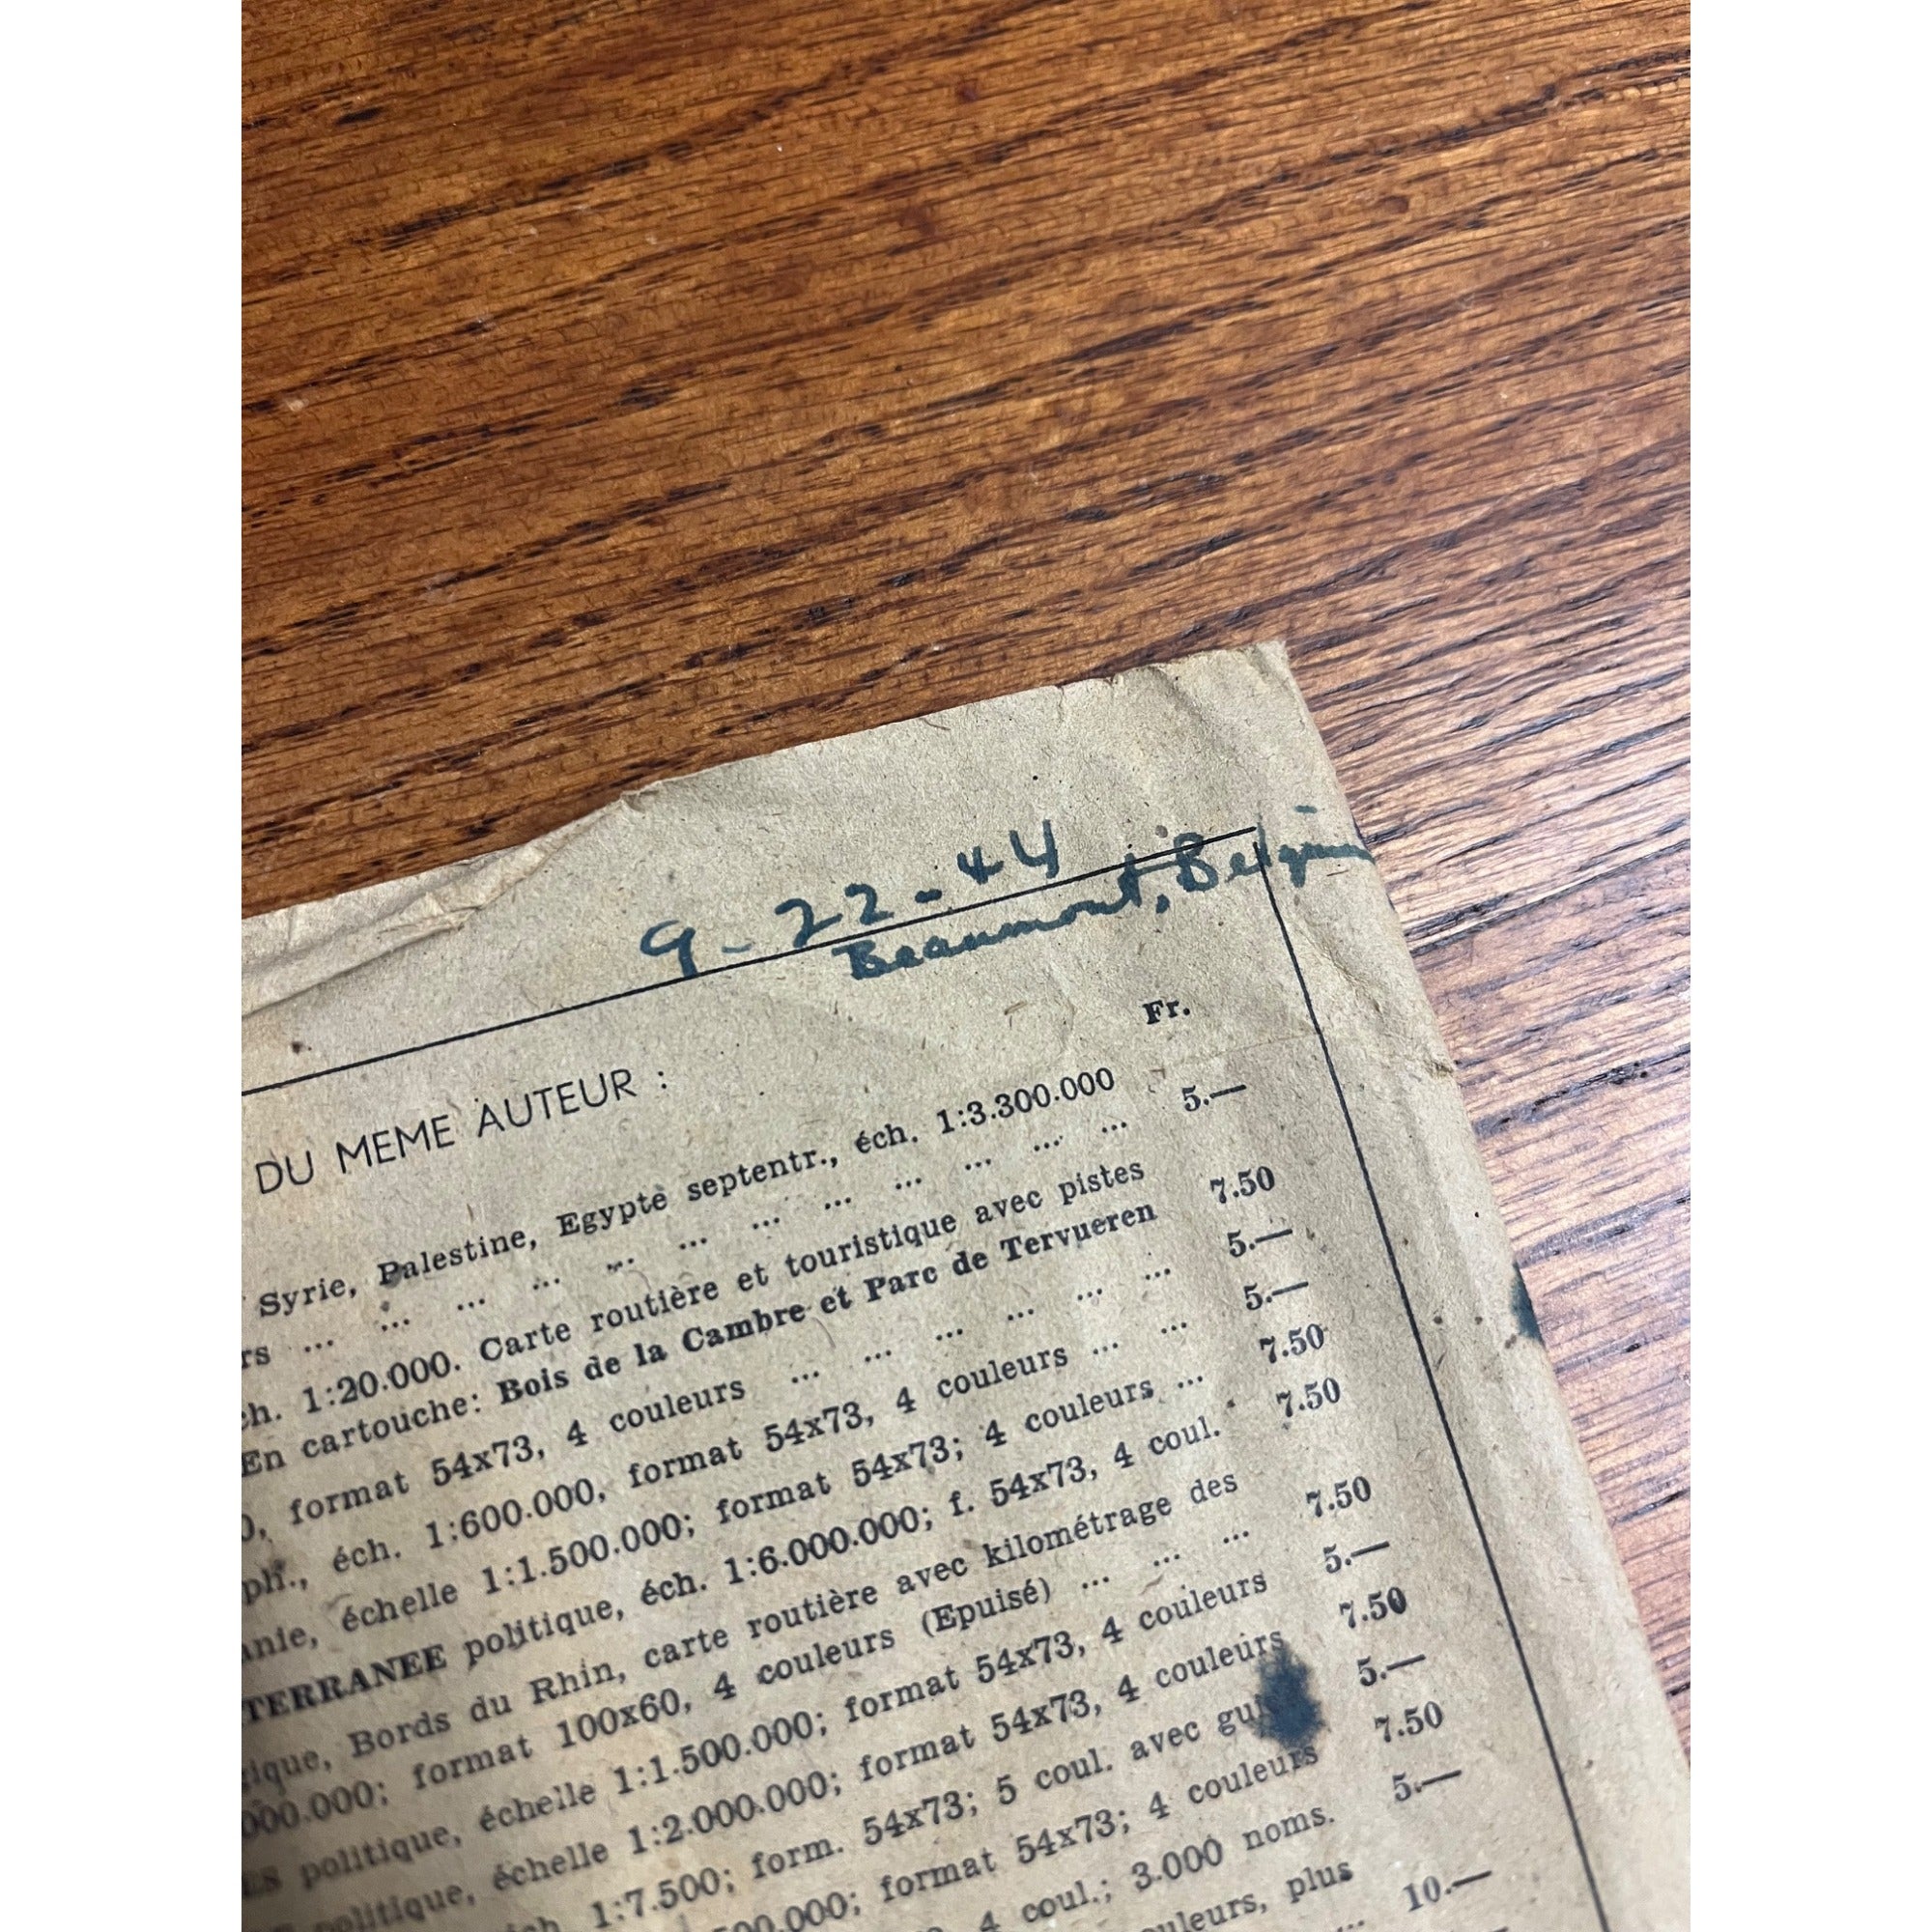 9-22-44
Beaumont, Belgium
Fr.
DU MEME AUTEUR :
Syrie, Palestine, Egypte septentr., éch. 1:3.300.000 5.—
rs ... ... ... ... ... ... ... ... ... ... ... ...
ch. 1:20.000. Carte routière et touristique avec pistes 7.50
En cartouche: Bois de la Cambre et Parc de Tervueren 5.—
0, format 54x73, 4 couleurs ... ... ... ... ... ... 5.—
ph., éch. 1:600.000, format 54x73, 4 couleurs ... ... 7.50
anie, échelle 1:1.500.000; format 54x73; 4 couleurs ... 7.50
TERRANEE politique, éch. 1:6.000.000; f. 54x73, 4 coul.
ique, Bords du Rhin, carte routière avec kilométrage des 7.50
000.000; format 100x60, 4 couleurs (Epuisé) ... ... ... 5.—
LS politique, échelle 1:1.500.000; format 54x73, 4 couleurs 7.50
politique, échelle 1:2.000.000; format 54x73, 4 couleurs 5.—
1:7.500; form. 54x73; 5 coul. avec 7.50
500.000; format 54x73; 4 couleurs 5.—
4 coul.; 3.000 noms.
couleurs, plus 10.—